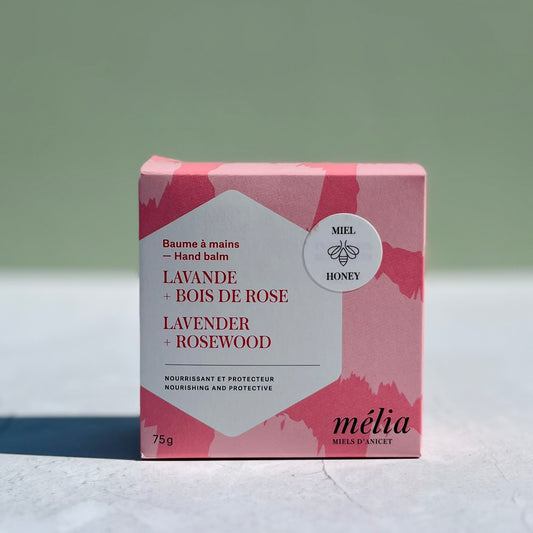 MIEL
HONEY
Baume à mains
— Hand balm
LAVANDE
+ BOIS DE ROSE
LAVENDER
+ ROSEWOOD
NOURRISSANT ET PROTECTEUR
NOURISHING AND PROTECTIVE
75 g
mélia
MIELS D'ANICET